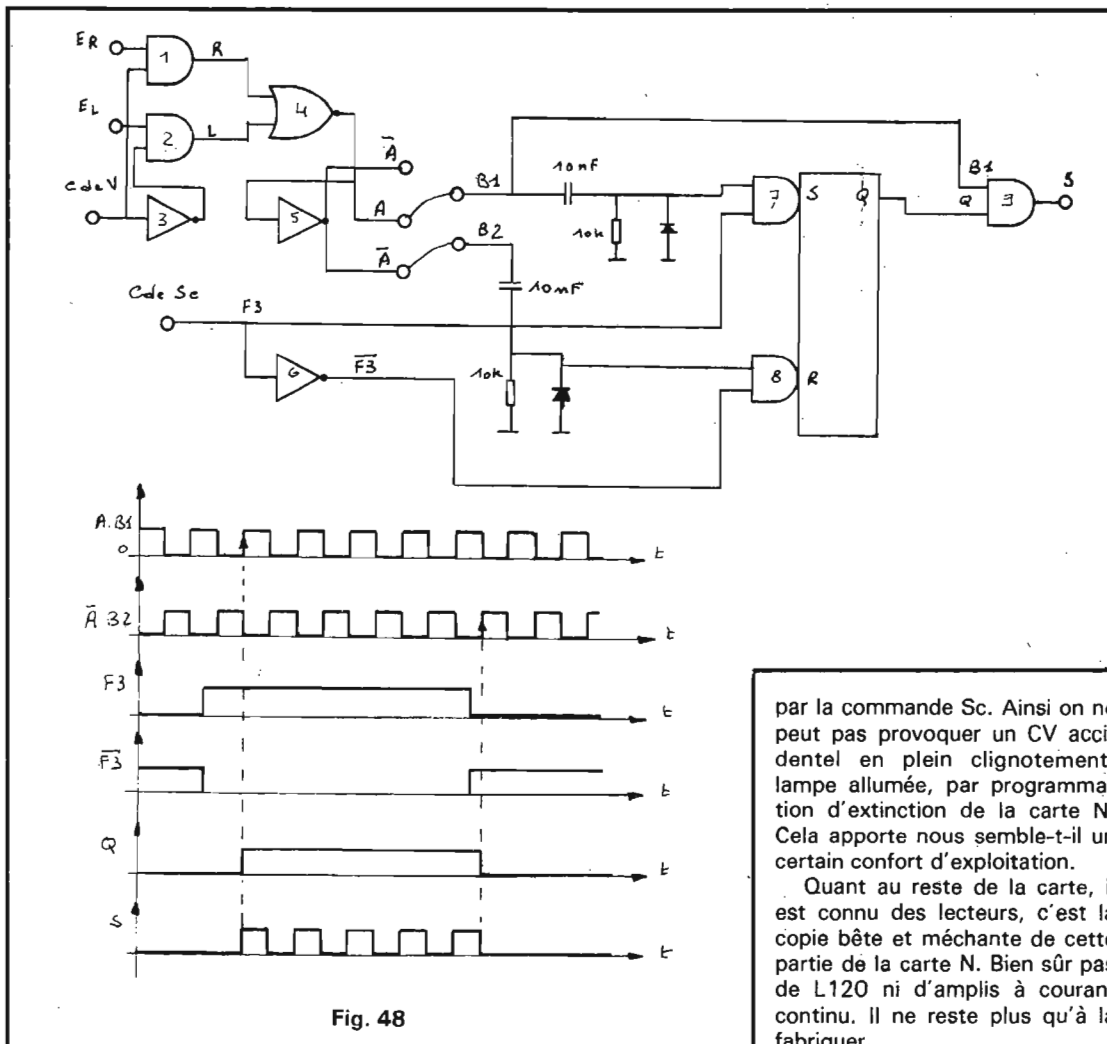 ER
1
R
EL
2
L
4
Cde V
3
5
Ā
A
Ā
B1
B2
10nF
10k
10nF
10k
B1
Q
9
S
7
S
Q
8
R
Cde Sc
F3
6
F3̅
A.B1
0
t
Ā.B2
t
F3
t
F3̅
t
Q
t
S
t
Fig. 48
par la commande Sc. Ainsi on ne
peut pas provoquer un CV acci-
dentel en plein clignotement,
lampe allumée, par programma-
tion d'extinction de la carte N.
Cela apporte nous semble-t-il un
certain confort d'exploitation.
Quant au reste de la carte, i
est connu des lecteurs, c'est la
copie bête et méchante de cette
partie de la carte N. Bien sûr pas
de L120 ni d'amplis à couran
continu. Il ne reste plus qu'à la
fabriquer